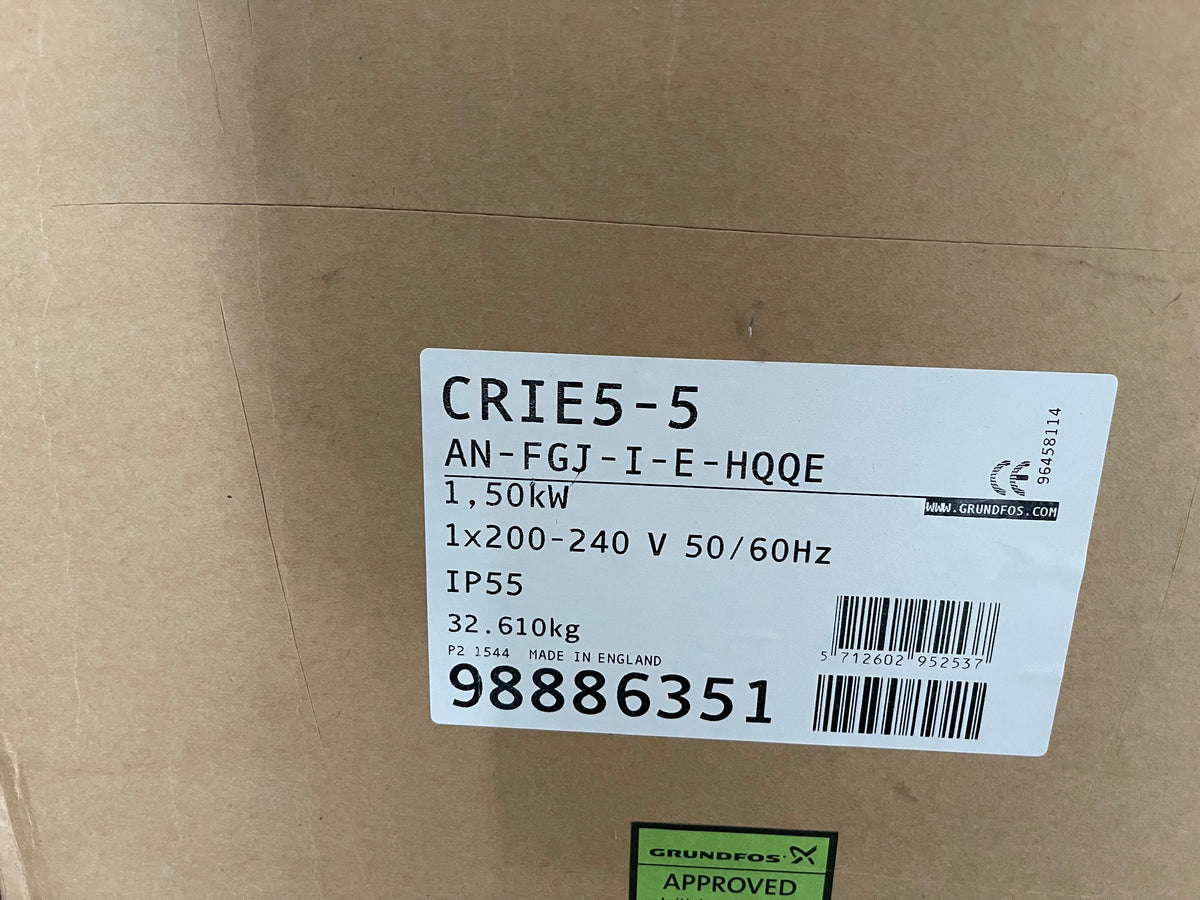 CRIE5-5
AN-FGJ-I-E-HQQE
96458114
CE
WWW.GRUNDFOS.COM
1,50kW
1x200-240 V 50/60Hz
IP55
32.610kg
P2 1544 MADE IN ENGLAND
98886351
5 712602 952537
GRUNDFOS
APPROVED